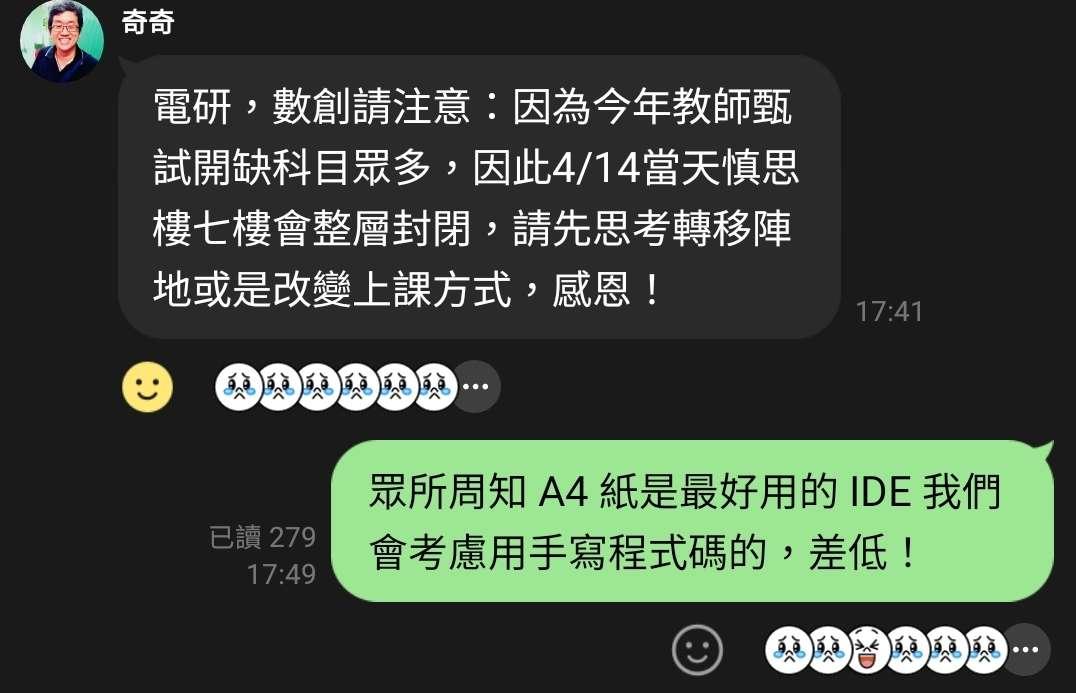 奇奇
電研，數創請注意：因為今年教師甄
試開缺科目眾多，因此4/14當天慎思
樓七樓會整層封閉，請先思考轉移陣
地或是改變上課方式，感恩！
17:41
眾所周知 A4 紙是最好用的 IDE 我們
會考慮用手寫程式碼的，差低！
已讀 279
17:49